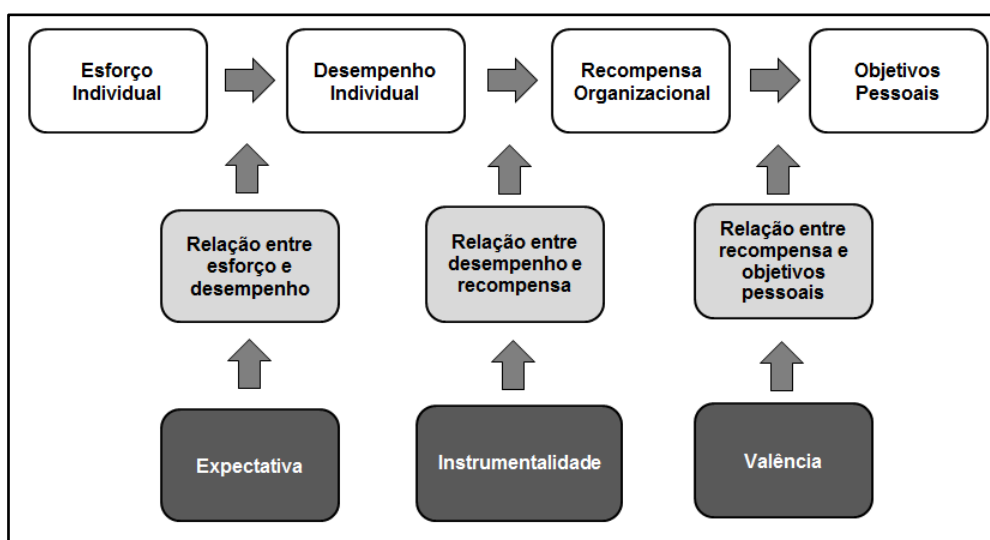 Esforço
Individual
Desempenho
Individual
Recompensa
Organizacional
Objetivos
Pessoais
Relação entre
esforço e
desempenho
Relação entre
desempenho e
recompensa
Relação entre
recompensa e
objetivos
pessoais
Expectativa
Instrumentalidade
Valência